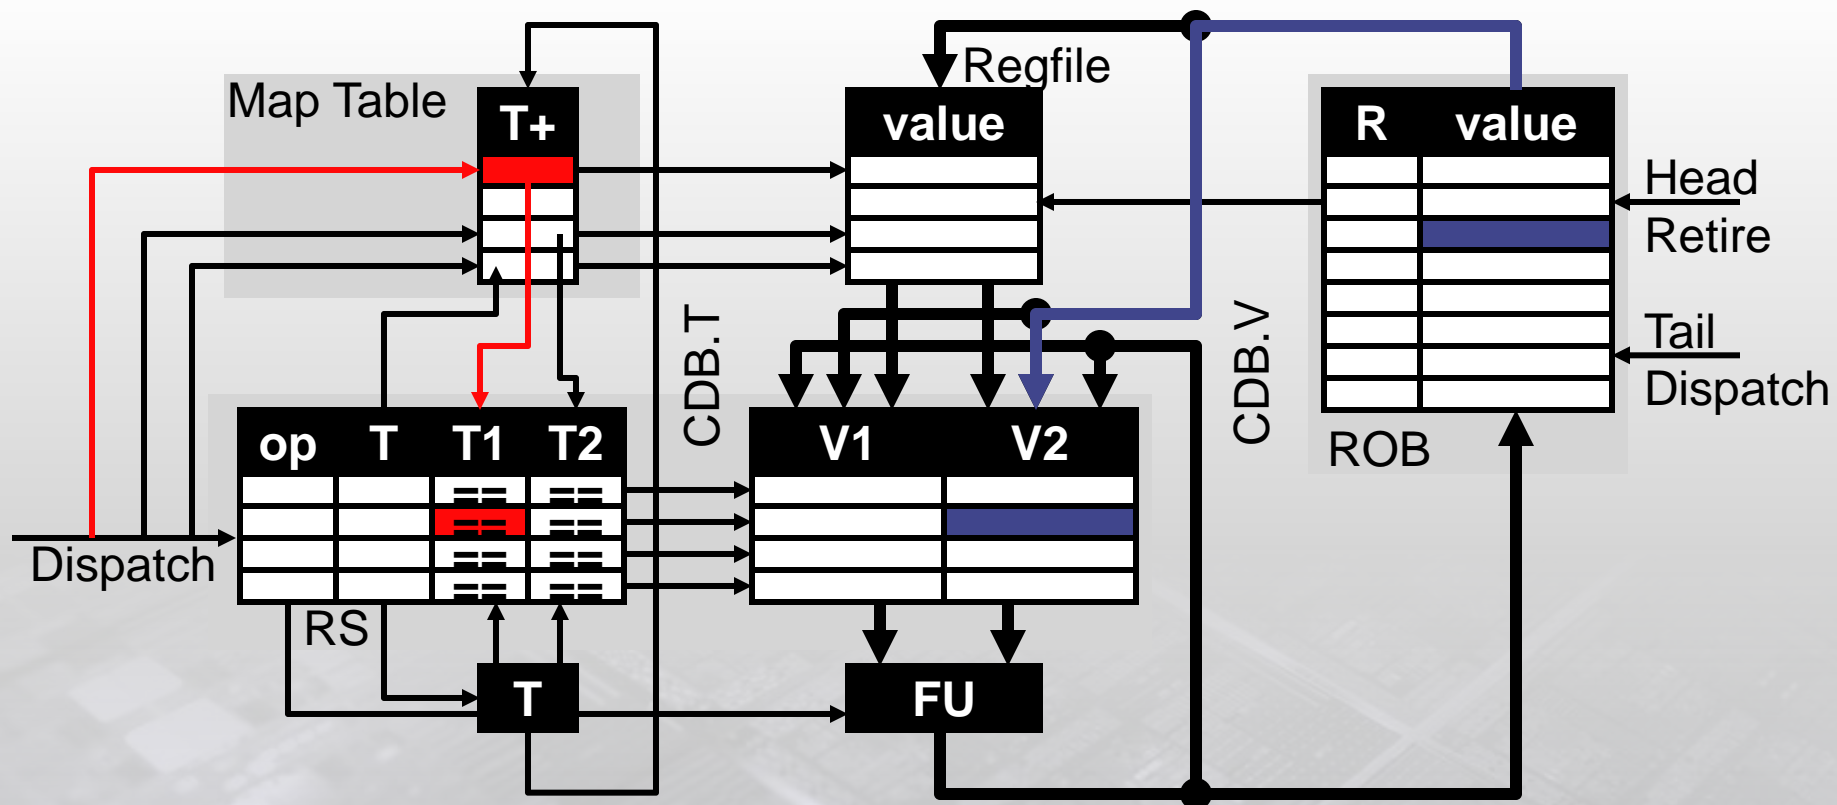 Regfile
Map Table
T+
value
R value
Head
Retire
CDB.T
CDB.V
Tail
Dispatch
op T T1 T2
V1 V2
ROB
== ==
== ==
== ==
== ==
Dispatch
RS
T
FU